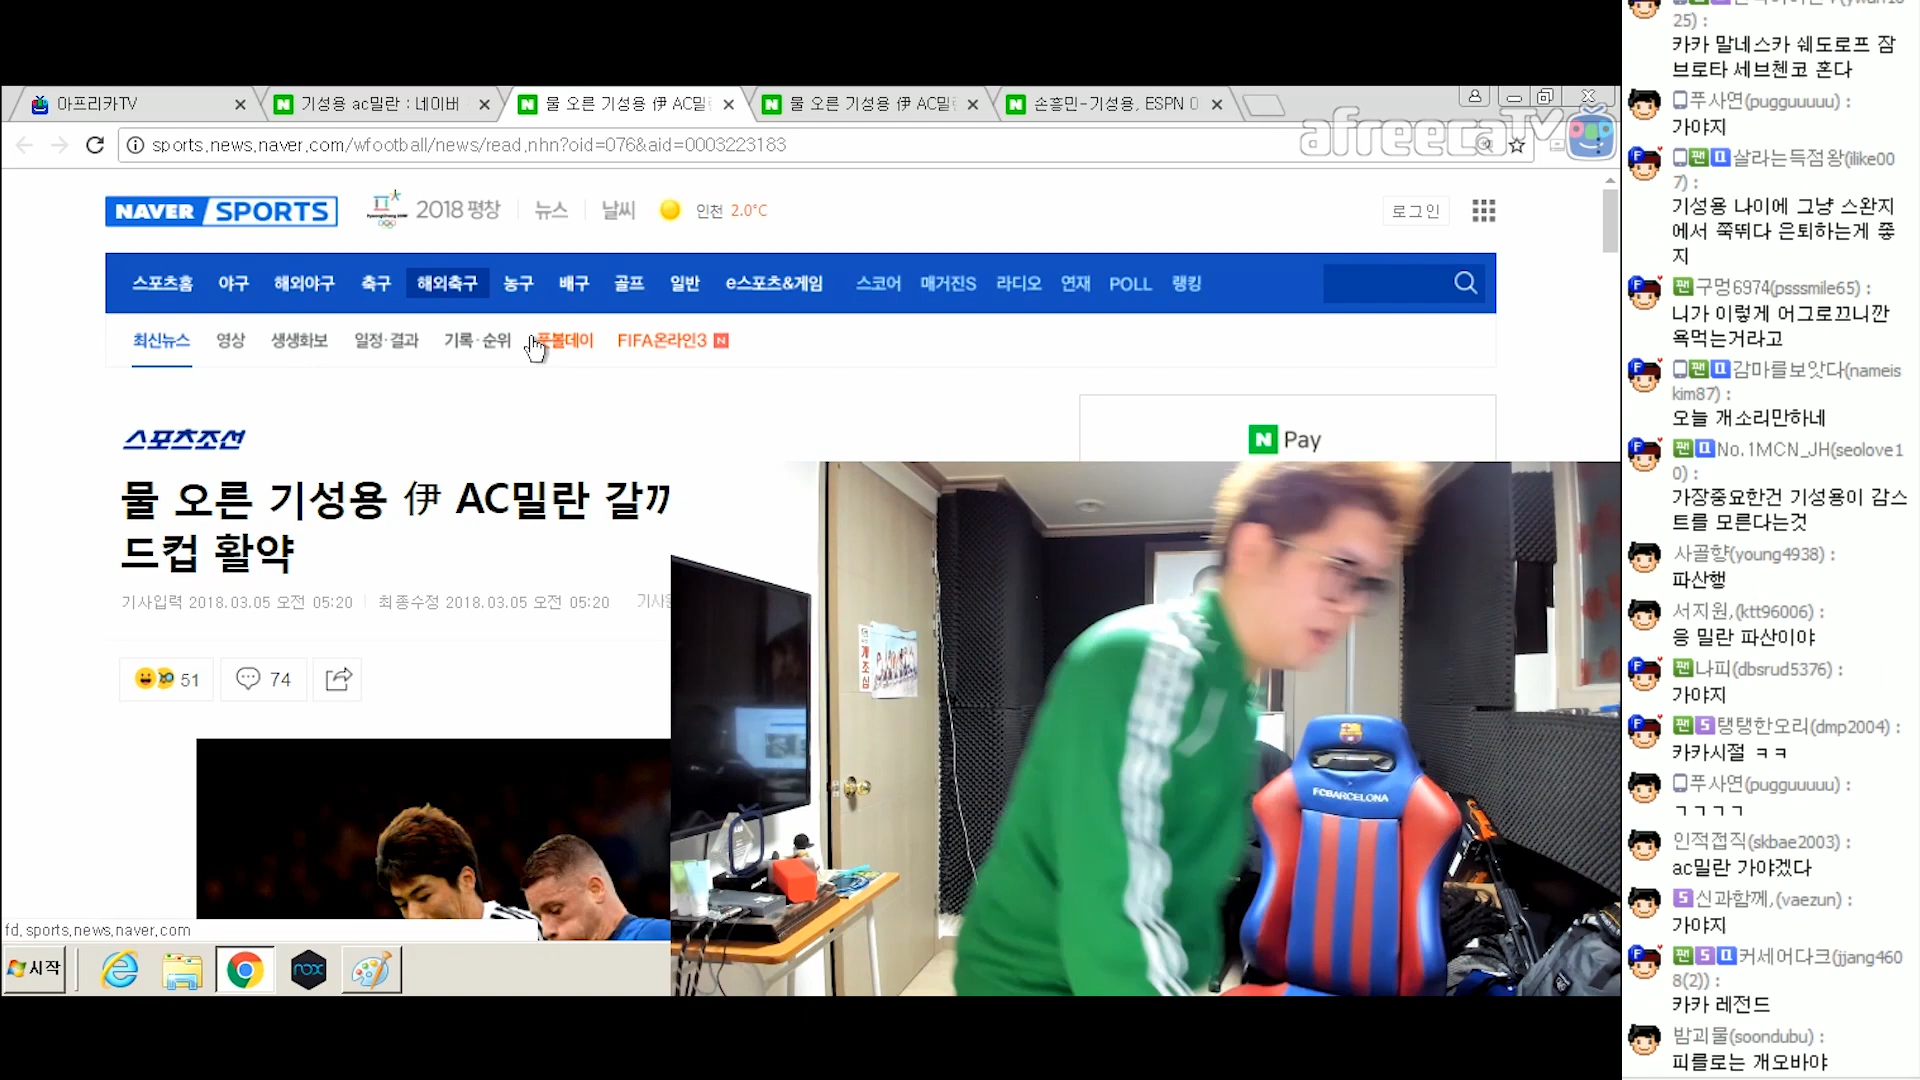 아프리카TV
기성용 ac밀란 : 네이버
물 오른 기성용 伊 AC밀
물 오른 기성용 伊 AC밀
손흥민-기성용, ESPN
afreecaTV
sports.news.naver.com/wfootball/news/read.nhn?oid=076&aid=0003223183
NAVER SPORTS
2018 평창
뉴스
날씨
인천 2.0°C
로그인
스포츠홈 야구 해외야구 축구 해외축구 농구 배구 골프 일반 e스포츠&게임 스코어 매거진S 라디오 연재 POLL 랭킹
최신뉴스 영상 생생화보 일정·결과 기록·순위 풋볼데이 FIFA온라인3 N
스포츠조선
N Pay
물 오른 기성용 伊 AC밀란 갈까
드컵 활약
기사입력 2018.03.05 오전 05:20 최종수정 2018.03.05 오전 05:20
51
74
FCBARCELONA
fd.sports.news.naver.com
시작
nox
25) :
카카 말네스카 쉐도로프 잠
브로타 세브첸코 혼다
푸사연(pugguuuuu) :
가야지
팬 살라는득점왕(ilike00
7) :
기성용 나이에 그냥 스완지
에서 쭉뛰다 은퇴하는게 좋
지
팬 구멍6974(psssmile65) :
니가 이렇게 어그로끄니깐
욕먹는거라고
팬 감마를보앗다(nameis
kim87) :
오늘 개소리만하네
팬 No.1MCN_JH(seolove1
0) :
가장중요한건 기성용이 감스
트를 모른다는것
사골향(young4938) :
파산행
서지원,(ktt96006) :
응 밀란 파산이야
팬 나피(dbsrud5376) :
가야지
팬 S 탱탱한오리(dmp2004) :
카카시절 ㅋㅋ
푸사연(pugguuuuu) :
ㄱㄱㄱㄱ
인적접직(skbae2003) :
ac밀란 가야겠다
S 신과함께,(vaezun) :
가야지
팬 S 커세어다크(jjang460
8(2)) :
카카 레전드
밤괴물(soondubu) :
피를로는 개오바야